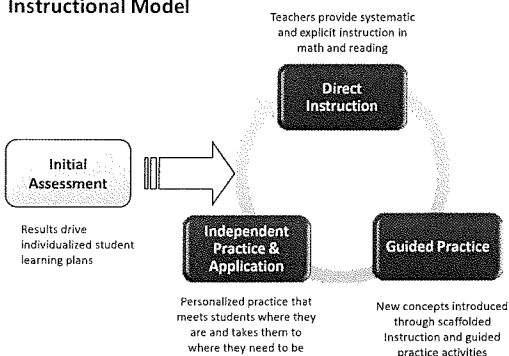 Instructional Model
Teachers provide systematic
and explicit instruction in
math and reading
Direct
Instruction
Initial
Assessment
Results drive
individualized student
learning plans
Independent
Practice &
Application
Guided Practice
Personalized practice that
meets students where they
are and takes them to
where they need to be
New concepts introduced
through scaffolded
Instruction and guided
practice activities